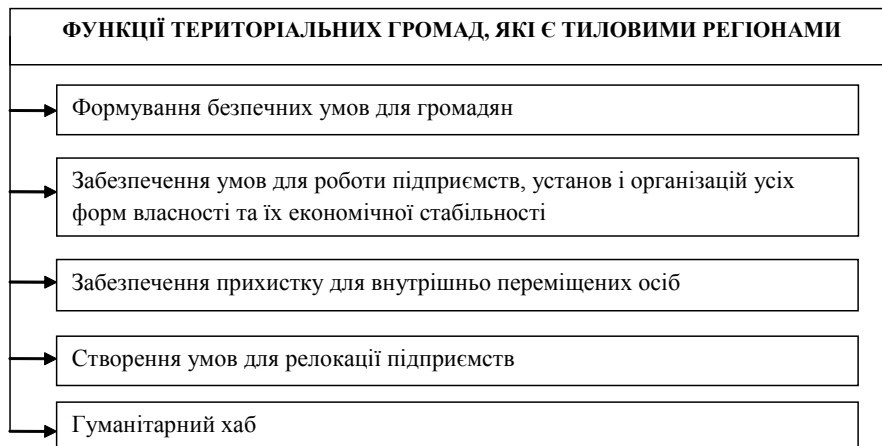 ФУНКЦІЇ ТЕРИТОРІАЛЬНИХ ГРОМАД, ЯКІ Є ТИЛОВИМИ РЕГІОНАМИ
Формування безпечних умов для громадян
Забезпечення умов для роботи підприємств, установ і організацій усіх
форм власності та їх економічної стабільності
Забезпечення прихистку для внутрішньо переміщених осіб
Створення умов для релокації підприємств
Гуманітарний хаб